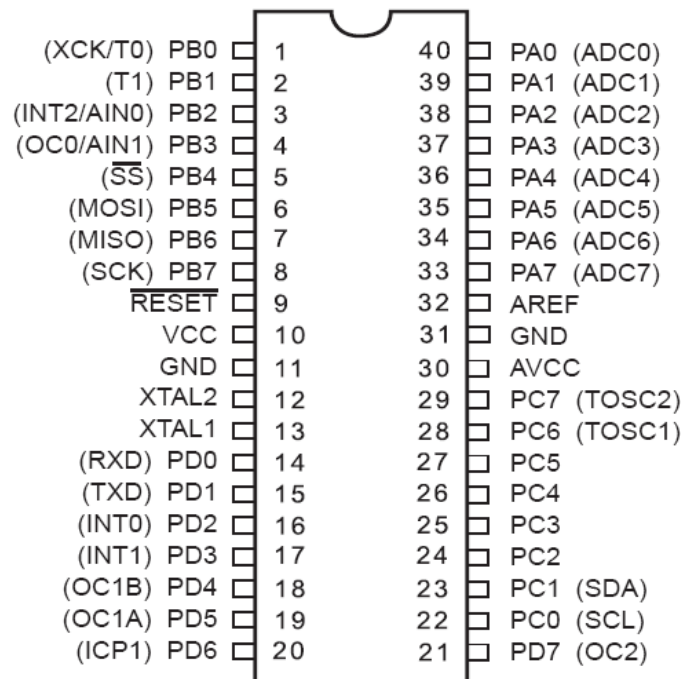 (XCK/T0) PB0 1 40 PA0 (ADC0)
(T1) PB1 2 39 PA1 (ADC1)
(INT2/AIN0) PB2 3 38 PA2 (ADC2)
(OC0/AIN1) PB3 4 37 PA3 (ADC3)
(S̅S̅) PB4 5 36 PA4 (ADC4)
(MOSI) PB5 6 35 PA5 (ADC5)
(MISO) PB6 7 34 PA6 (ADC6)
(SCK) PB7 8 33 PA7 (ADC7)
R̅E̅S̅E̅T̅ 9 32 AREF
VCC 10 31 GND
GND 11 30 AVCC
XTAL2 12 29 PC7 (TOSC2)
XTAL1 13 28 PC6 (TOSC1)
(RXD) PD0 14 27 PC5
(TXD) PD1 15 26 PC4
(INT0) PD2 16 25 PC3
(INT1) PD3 17 24 PC2
(OC1B) PD4 18 23 PC1 (SDA)
(OC1A) PD5 19 22 PC0 (SCL)
(ICP1) PD6 20 21 PD7 (OC2)